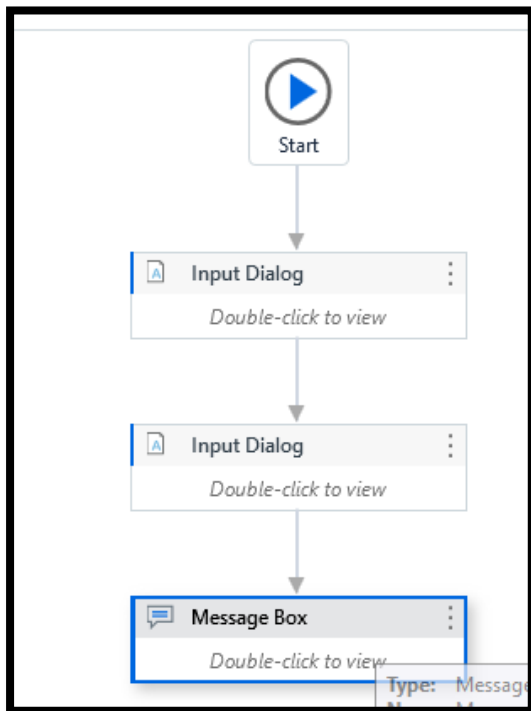 Start
Input Dialog
Double-click to view
Input Dialog
Double-click to view
Message Box
Double-click to view
Type: Message